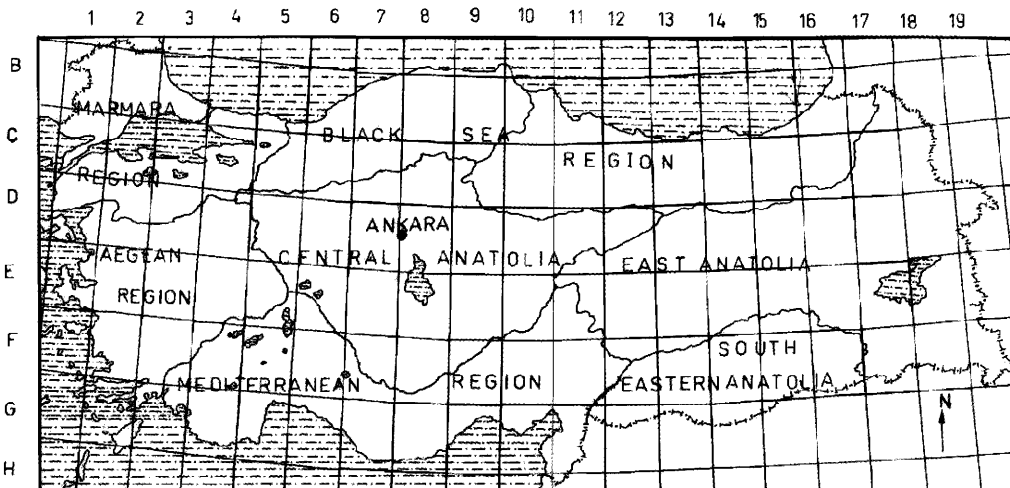 1 2 3 4 5 6 7 8 9 10 11 12 13 14 15 16 17 18 19
B
MARMARA
C BLACK SEA REGION
REGION
D
ANKARA
AEGEAN CENTRAL ANATOLIA EAST ANATOLIA
E
REGION
F
SOUTH
MEDITERRANEAN REGION EASTERN ANATOLIA
G
N
H